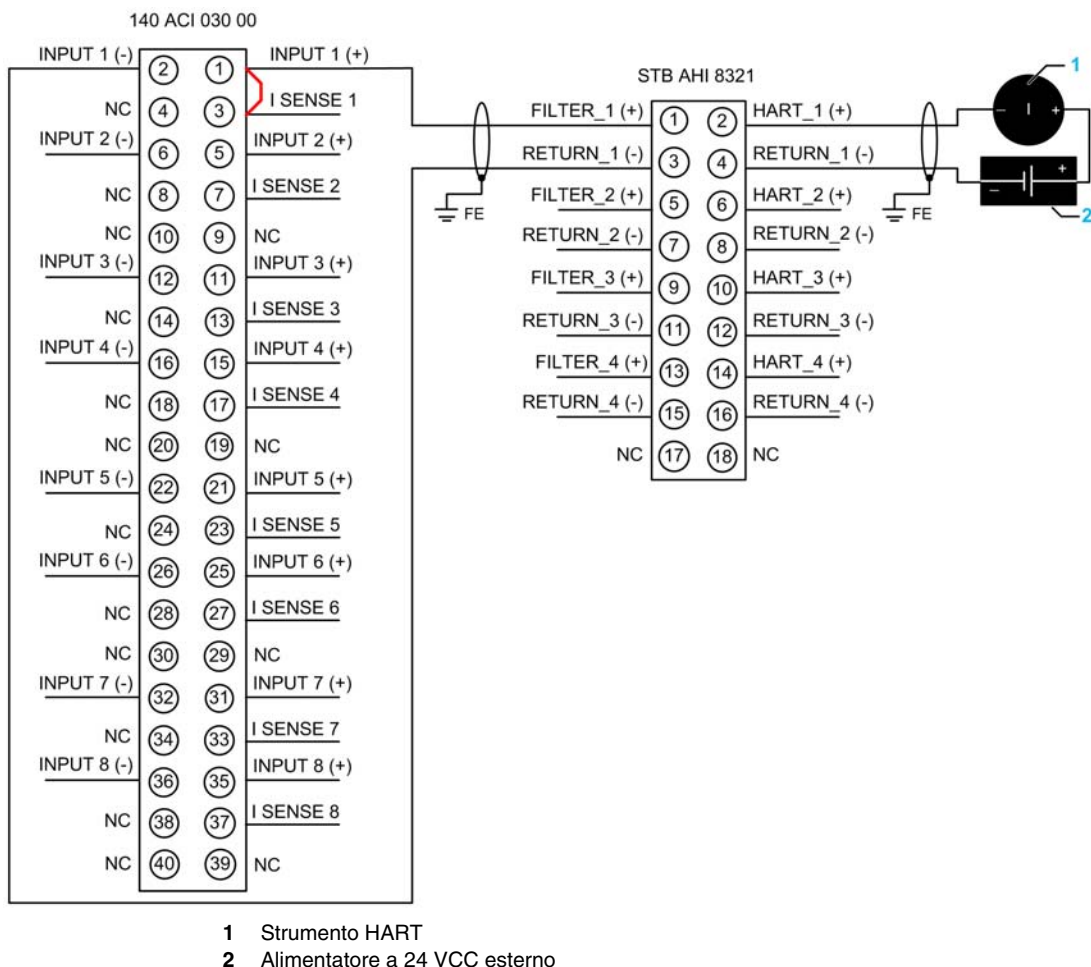 140 ACI 030 00
INPUT 1 (-) 2 1 INPUT 1 (+)
NC 4 3 I SENSE 1
INPUT 2 (-) 6 5 INPUT 2 (+)
NC 8 7 I SENSE 2
NC 10 9 NC
INPUT 3 (-) 12 11 INPUT 3 (+)
NC 14 13 I SENSE 3
INPUT 4 (-) 16 15 INPUT 4 (+)
NC 18 17 I SENSE 4
NC 20 19 NC
INPUT 5 (-) 22 21 INPUT 5 (+)
NC 24 23 I SENSE 5
INPUT 6 (-) 26 25 INPUT 6 (+)
NC 28 27 I SENSE 6
NC 30 29 NC
INPUT 7 (-) 32 31 INPUT 7 (+)
NC 34 33 I SENSE 7
INPUT 8 (-) 36 35 INPUT 8 (+)
NC 38 37 I SENSE 8
NC 40 39 NC
FE
STB AHI 8321
FILTER_1 (+) 1 2 HART_1 (+)
RETURN_1 (-) 3 4 RETURN_1 (-)
FILTER_2 (+) 5 6 HART_2 (+)
RETURN_2 (-) 7 8 RETURN_2 (-)
FILTER_3 (+) 9 10 HART_3 (+)
RETURN_3 (-) 11 12 RETURN_3 (-)
FILTER_4 (+) 13 14 HART_4 (+)
RETURN_4 (-) 15 16 RETURN_4 (-)
NC 17 18 NC
FE
1
– I +
– +
2
1 Strumento HART
2 Alimentatore a 24 VCC esterno